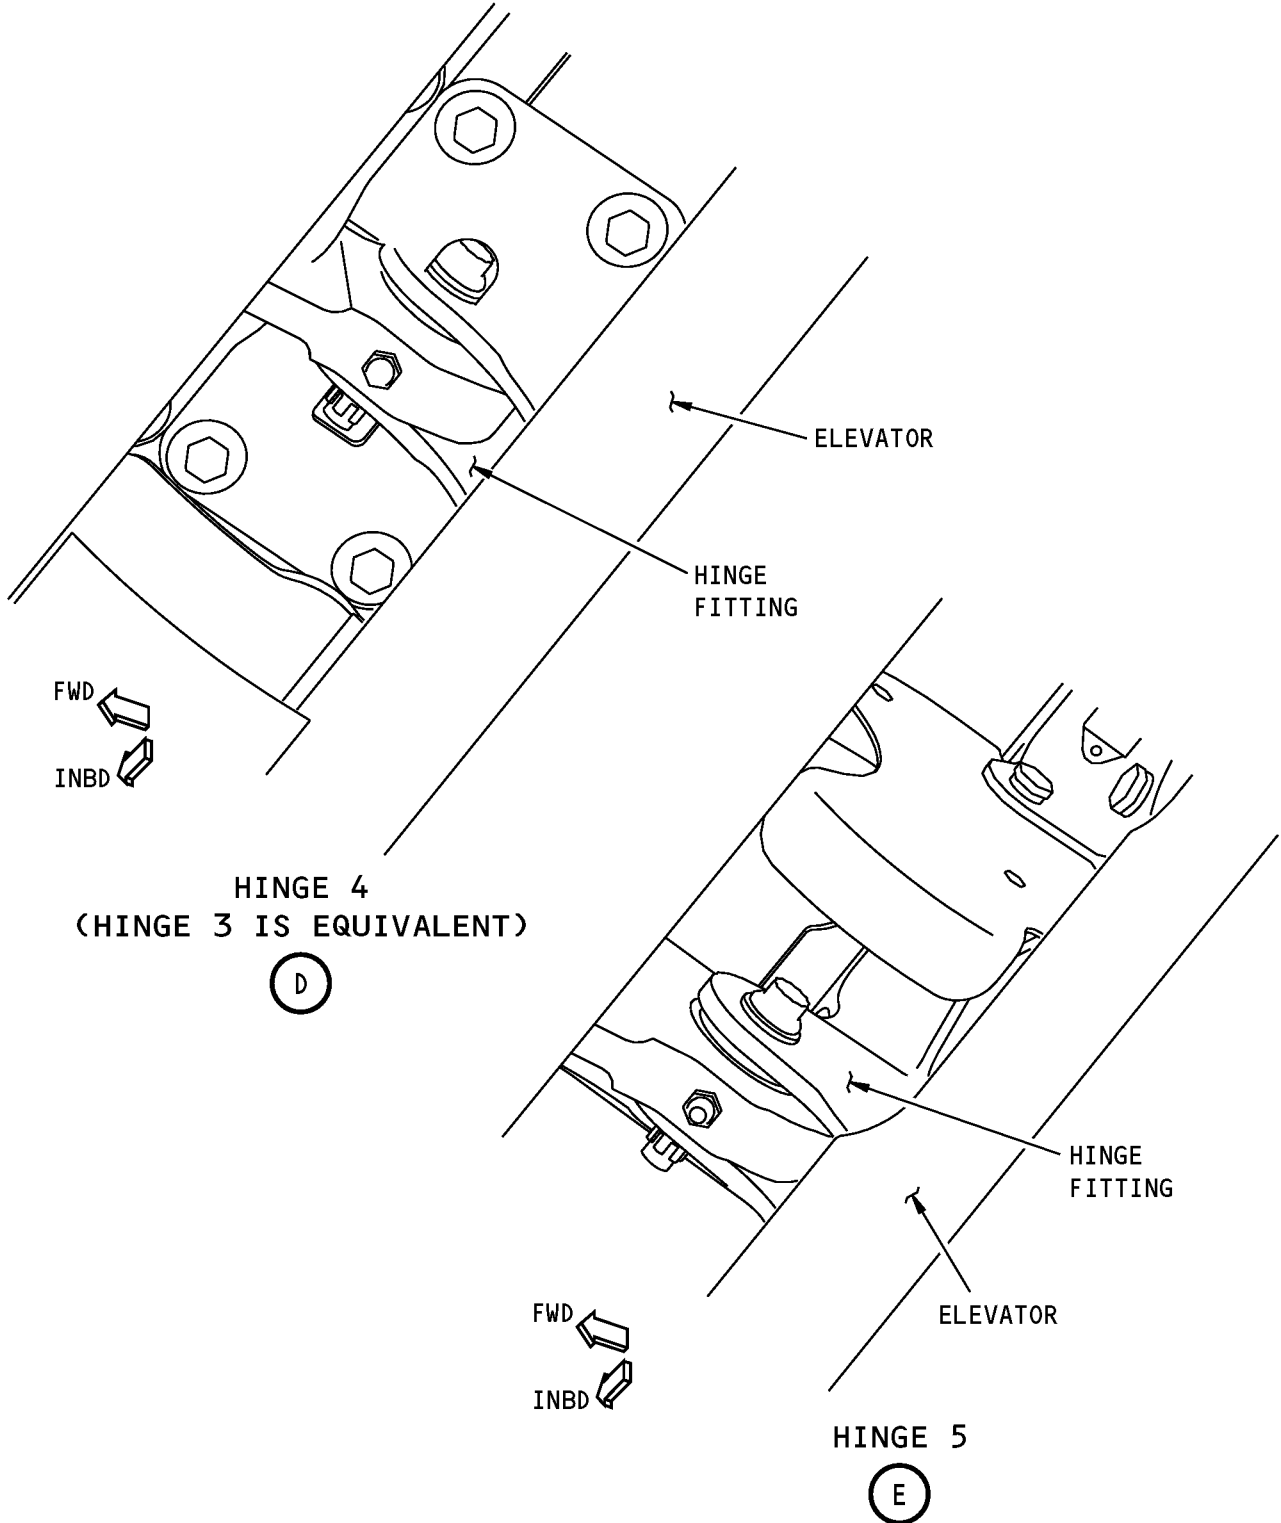 ELEVATOR
HINGE
FITTING
FWD
INBD
HINGE 4
(HINGE 3 IS EQUIVALENT)
D
HINGE
FITTING
ELEVATOR
FWD
INBD
HINGE 5
E